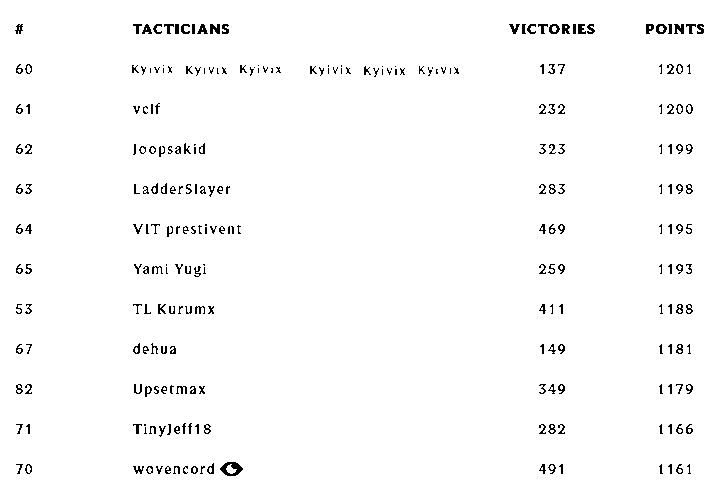 # TACTICIANS VICTORIES POINTS
60 Kyivix Kyivix Kyivix Kyivix Kyivix Kyivix 137 1201
61 vclf 232 1200
62 Joopsakid 323 1199
63 LadderSlayer 283 1198
64 VIT prestivent 469 1195
65 Yami Yugi 259 1193
53 TL Kurumx 411 1188
67 dehua 149 1181
82 Upsetmax 349 1179
71 TinyJeff18 282 1166
70 wovencord 491 1161